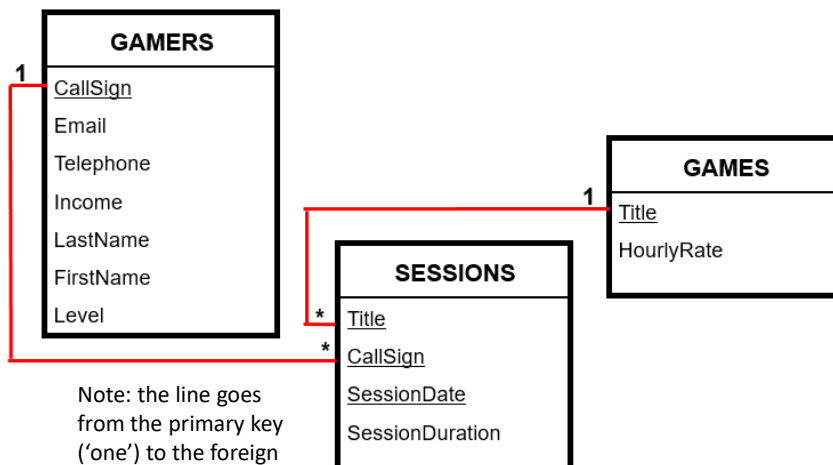 GAMERS
1
CallSign
Email
Telephone
Income
LastName
FirstName
Level
GAMES
1
Title
HourlyRate
SESSIONS
*
Title
*
CallSign
SessionDate
SessionDuration
Note: the line goes
from the primary key
(‘one’) to the foreign